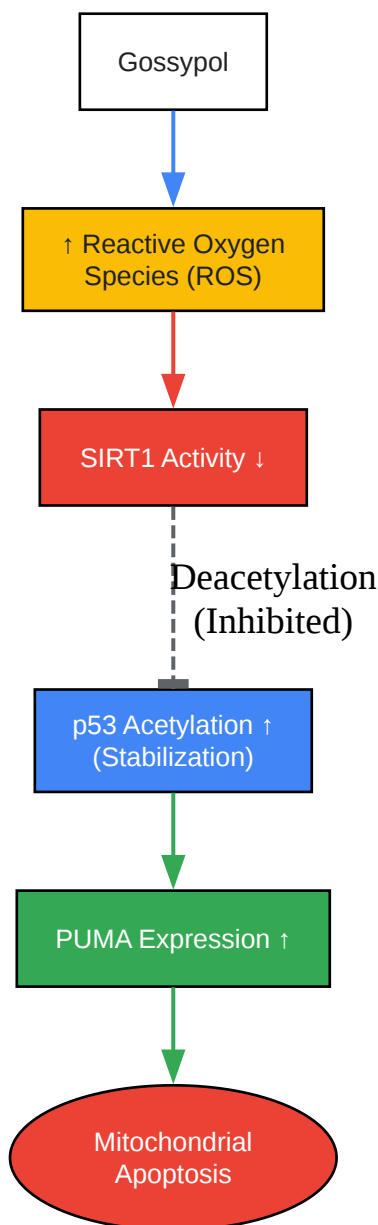 Gossypol
↑ Reactive Oxygen
Species (ROS)
SIRT1 Activity ↓
Deacetylation
(Inhibited)
p53 Acetylation ↑
(Stabilization)
PUMA Expression ↑
Mitochondrial
Apoptosis